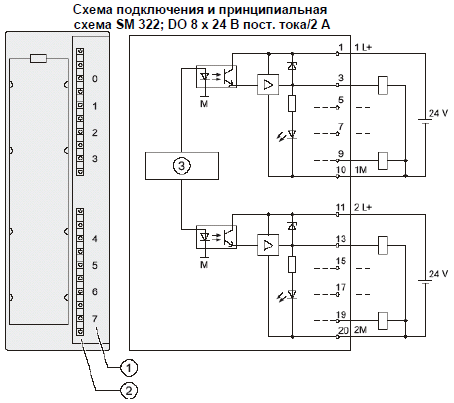 Схема подключения и принципиальная
схема SM 322; DO 8 x 24 В пост. тока/2 А
0
1
2
3
4
5
6
7
1
2
3
M
1 1 L+
3
5
7
9
10 1M
24 V
M
11 2 L+
13
15
17
19
20 2M
24 V